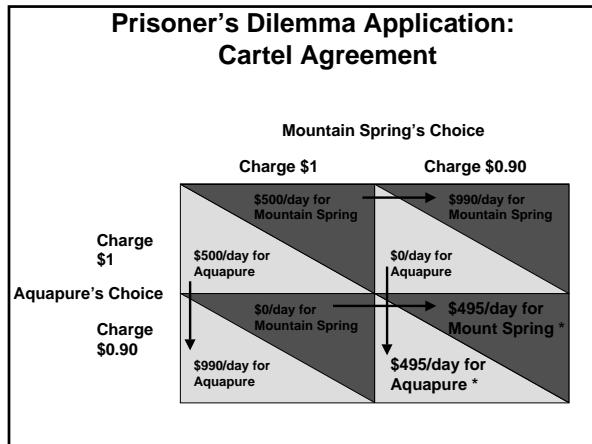 Prisoner's Dilemma Application:
Cartel Agreement
Mountain Spring's Choice
Charge $1
Charge $0.90
$500/day for
Mountain Spring
$990/day for
Mountain Spring
Charge
$1
$500/day for
Aquapure
$0/day for
Aquapure
Aquapure's Choice
$0/day for
Mountain Spring
$495/day for
Mount Spring *
Charge
$0.90
$990/day for
Aquapure
$495/day for
Aquapure *